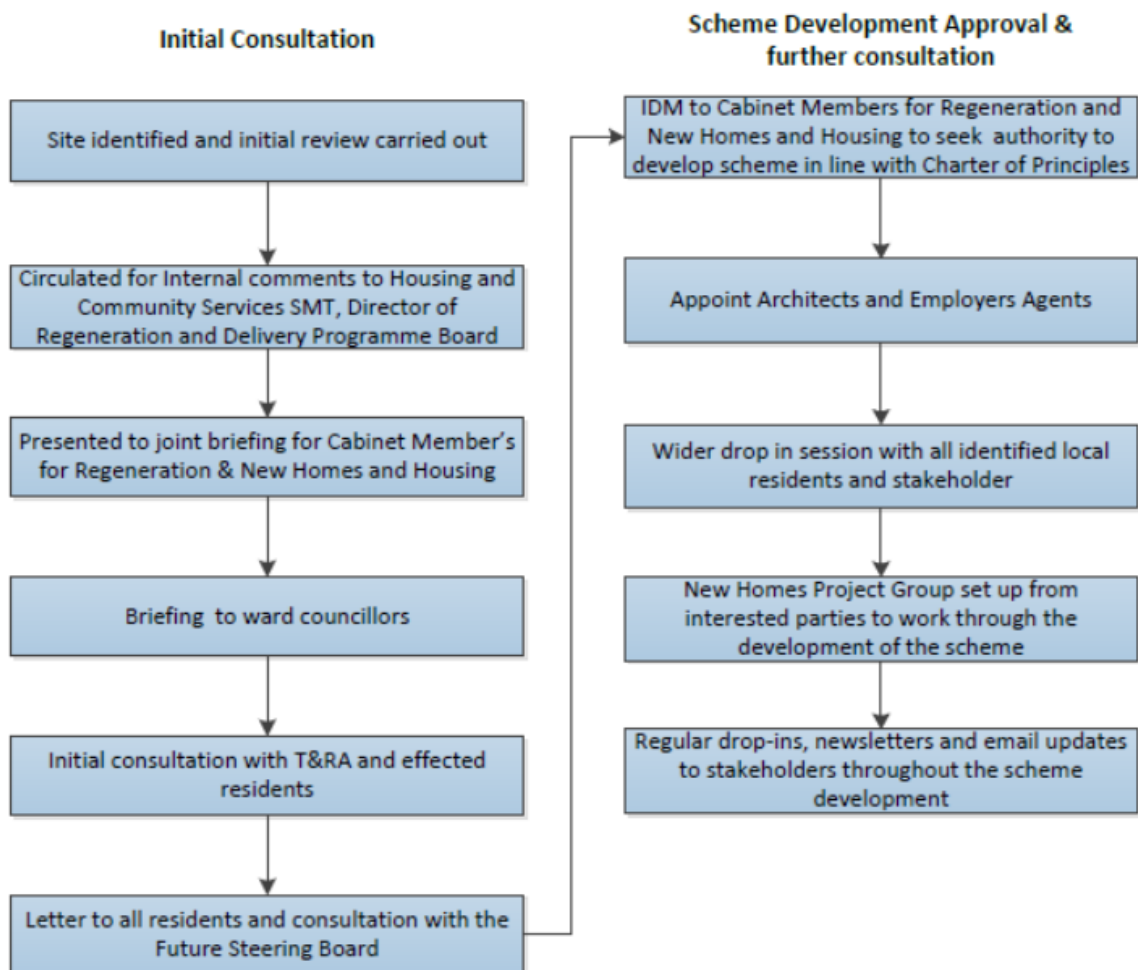 Initial Consultation
Site identified and initial review carried out
Circulated for Internal comments to Housing and
Community Services SMT, Director of
Regeneration and Delivery Programme Board
Presented to joint briefing for Cabinet Member's
for Regeneration & New Homes and Housing
Briefing to ward councillors
Initial consultation with T&RA and effected
residents
Letter to all residents and consultation with the
Future Steering Board
Scheme Development Approval &
further consultation
IDM to Cabinet Members for Regeneration and
New Homes and Housing to seek authority to
develop scheme in line with Charter of Principles
Appoint Architects and Employers Agents
Wider drop in session with all identified local
residents and stakeholder
New Homes Project Group set up from
interested parties to work through the
development of the scheme
Regular drop-ins, newsletters and email updates
to stakeholders throughout the scheme
development